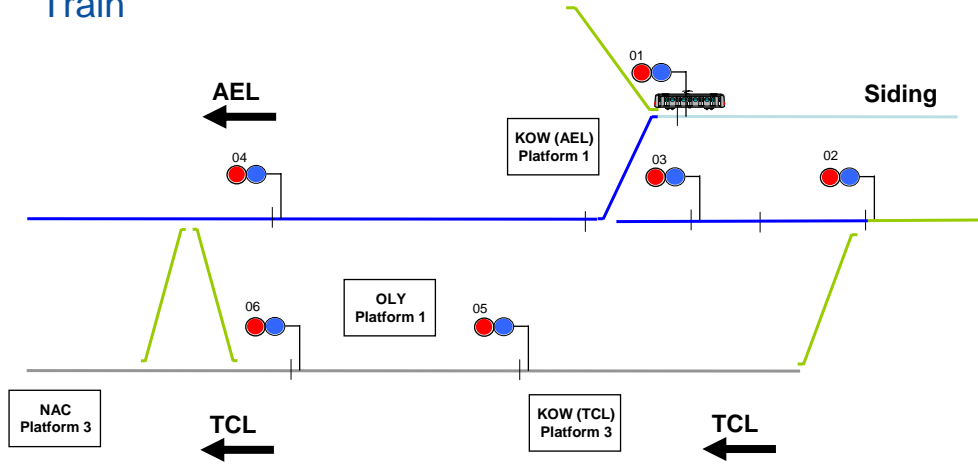 Train
01
AEL
Siding
KOW (AEL)
Platform 1
04
03
02
OLY
Platform 1
06
05
NAC
Platform 3
TCL
KOW (TCL)
Platform 3
TCL